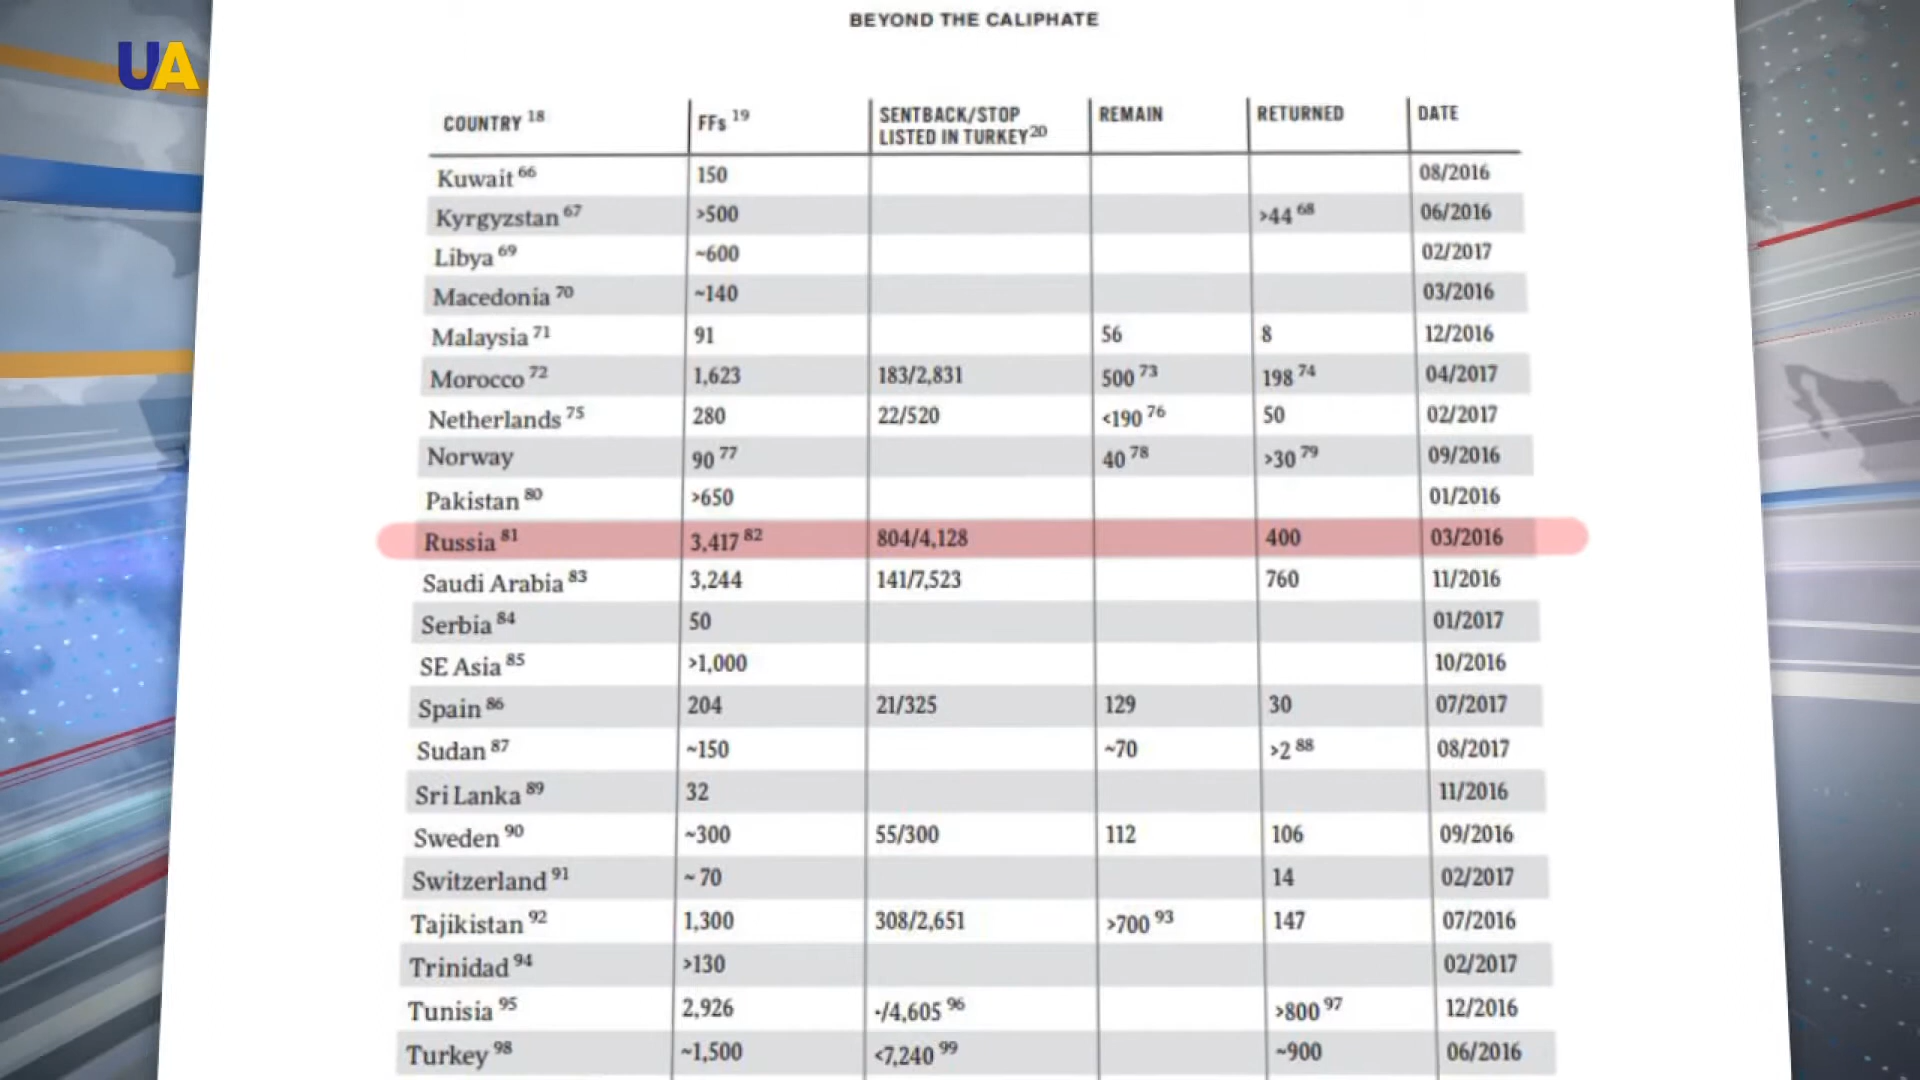 BEYOND THE CALIPHATE
UA
COUNTRY 18 FFs 19 SENTBACK/STOP LISTED IN TURKEY 20 REMAIN RETURNED DATE
Kuwait 66 150 08/2016
Kyrgyzstan 67 >500 >44 68 06/2016
Libya 69 ~600 02/2017
Macedonia 70 ~140 03/2016
Malaysia 71 91 56 8 12/2016
Morocco 72 1,623 183/2,831 500 73 198 74 04/2017
Netherlands 75 280 22/520 <190 76 50 02/2017
Norway 90 77 40 78 >30 79 09/2016
Pakistan 80 >650 01/2016
Russia 81 3,417 82 804/4,128 400 03/2016
Saudi Arabia 83 3,244 141/7,523 760 11/2016
Serbia 84 50 01/2017
SE Asia 85 >1,000 10/2016
Spain 86 204 21/325 129 30 07/2017
Sudan 87 ~150 ~70 >2 88 08/2017
Sri Lanka 89 32 11/2016
Sweden 90 ~300 55/300 112 106 09/2016
Switzerland 91 ~ 70 14 02/2017
Tajikistan 92 1,300 308/2,651 >700 93 147 07/2016
Trinidad 94 >130 02/2017
Tunisia 95 2,926 -/4,605 96 >800 97 12/2016
Turkey 98 ~1,500 <7,240 99 ~900 06/2016